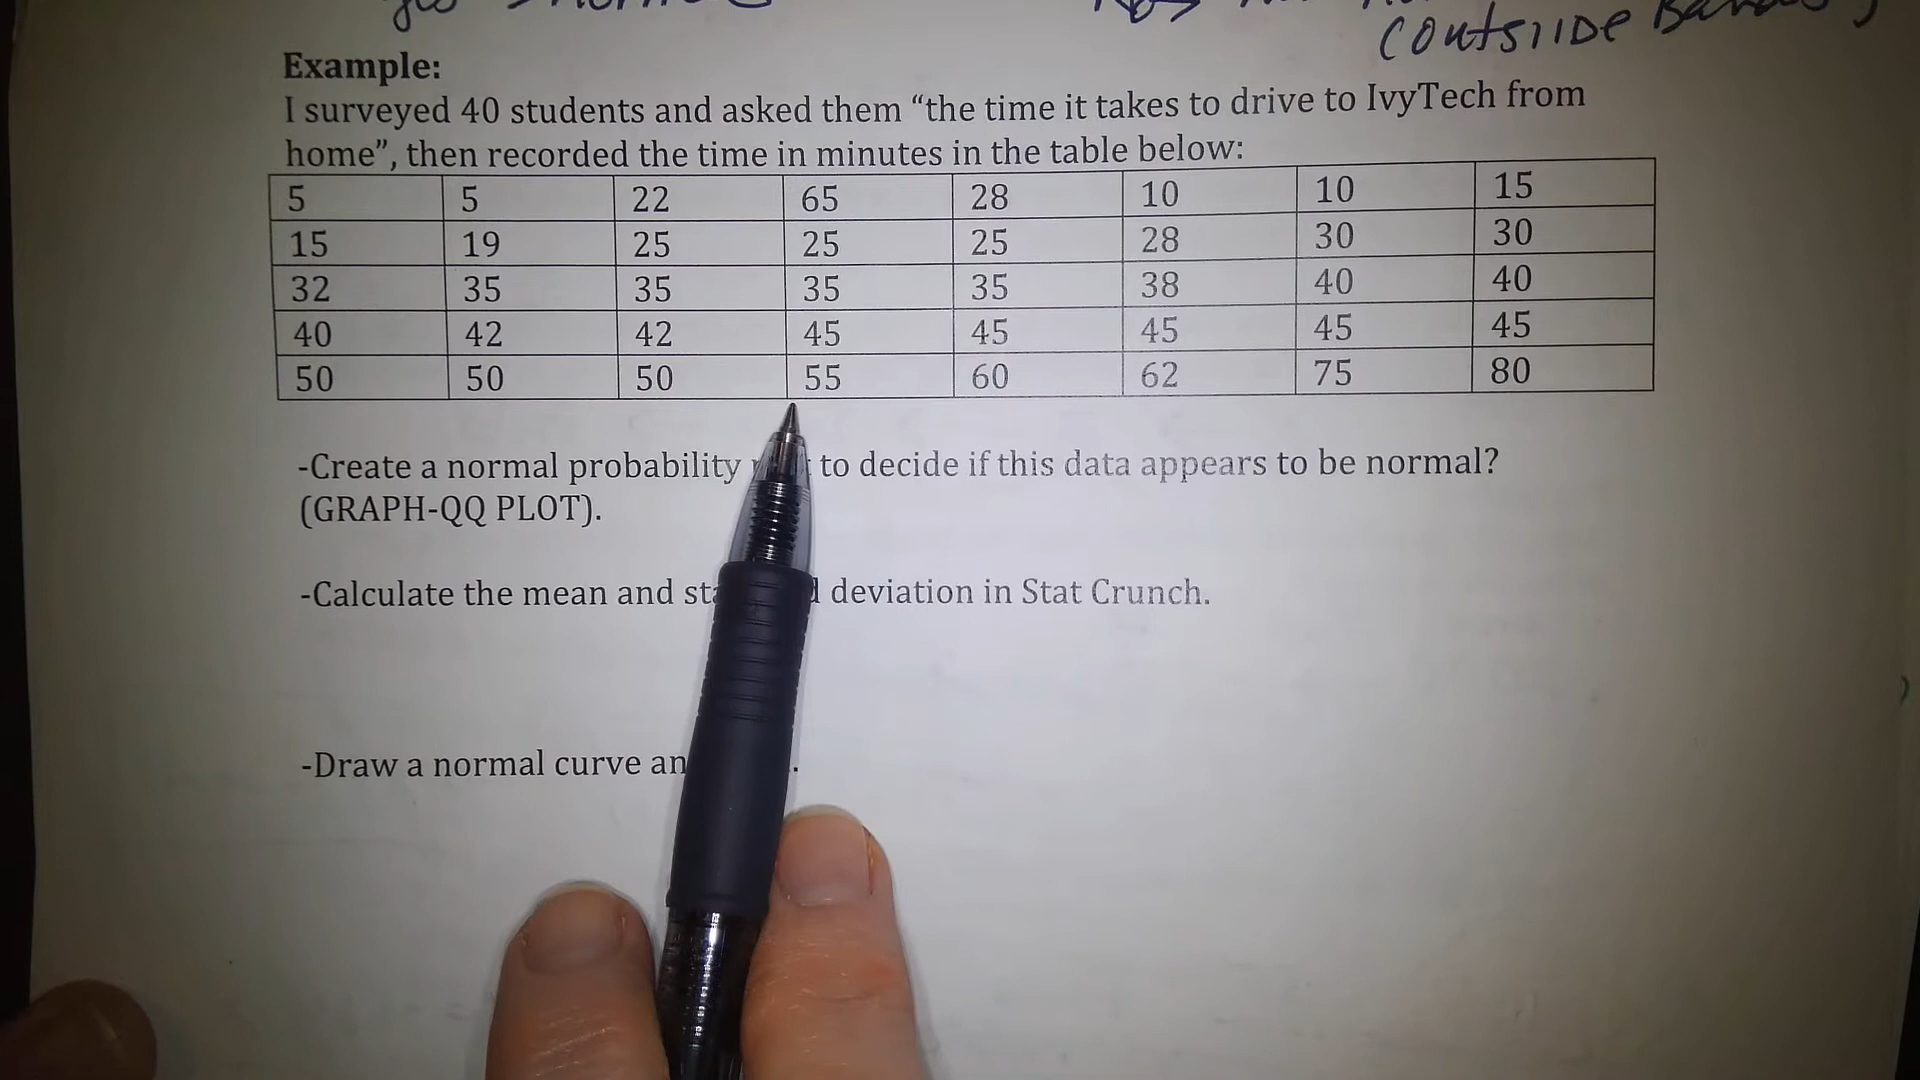 COUTSIIDE
Example:
I surveyed 40 students and asked them “the time it takes to drive to IvyTech from
home”, then recorded the time in minutes in the table below:
5 5 22 65 28 10 10 15
15 19 25 25 25 28 30 30
32 35 35 35 35 38 40 40
40 42 42 45 45 45 45 45
50 50 50 55 60 62 75 80
-Create a normal probability to decide if this data appears to be normal?
(GRAPH-QQ PLOT).
-Calculate the mean and deviation in Stat Crunch.
-Draw a normal curve